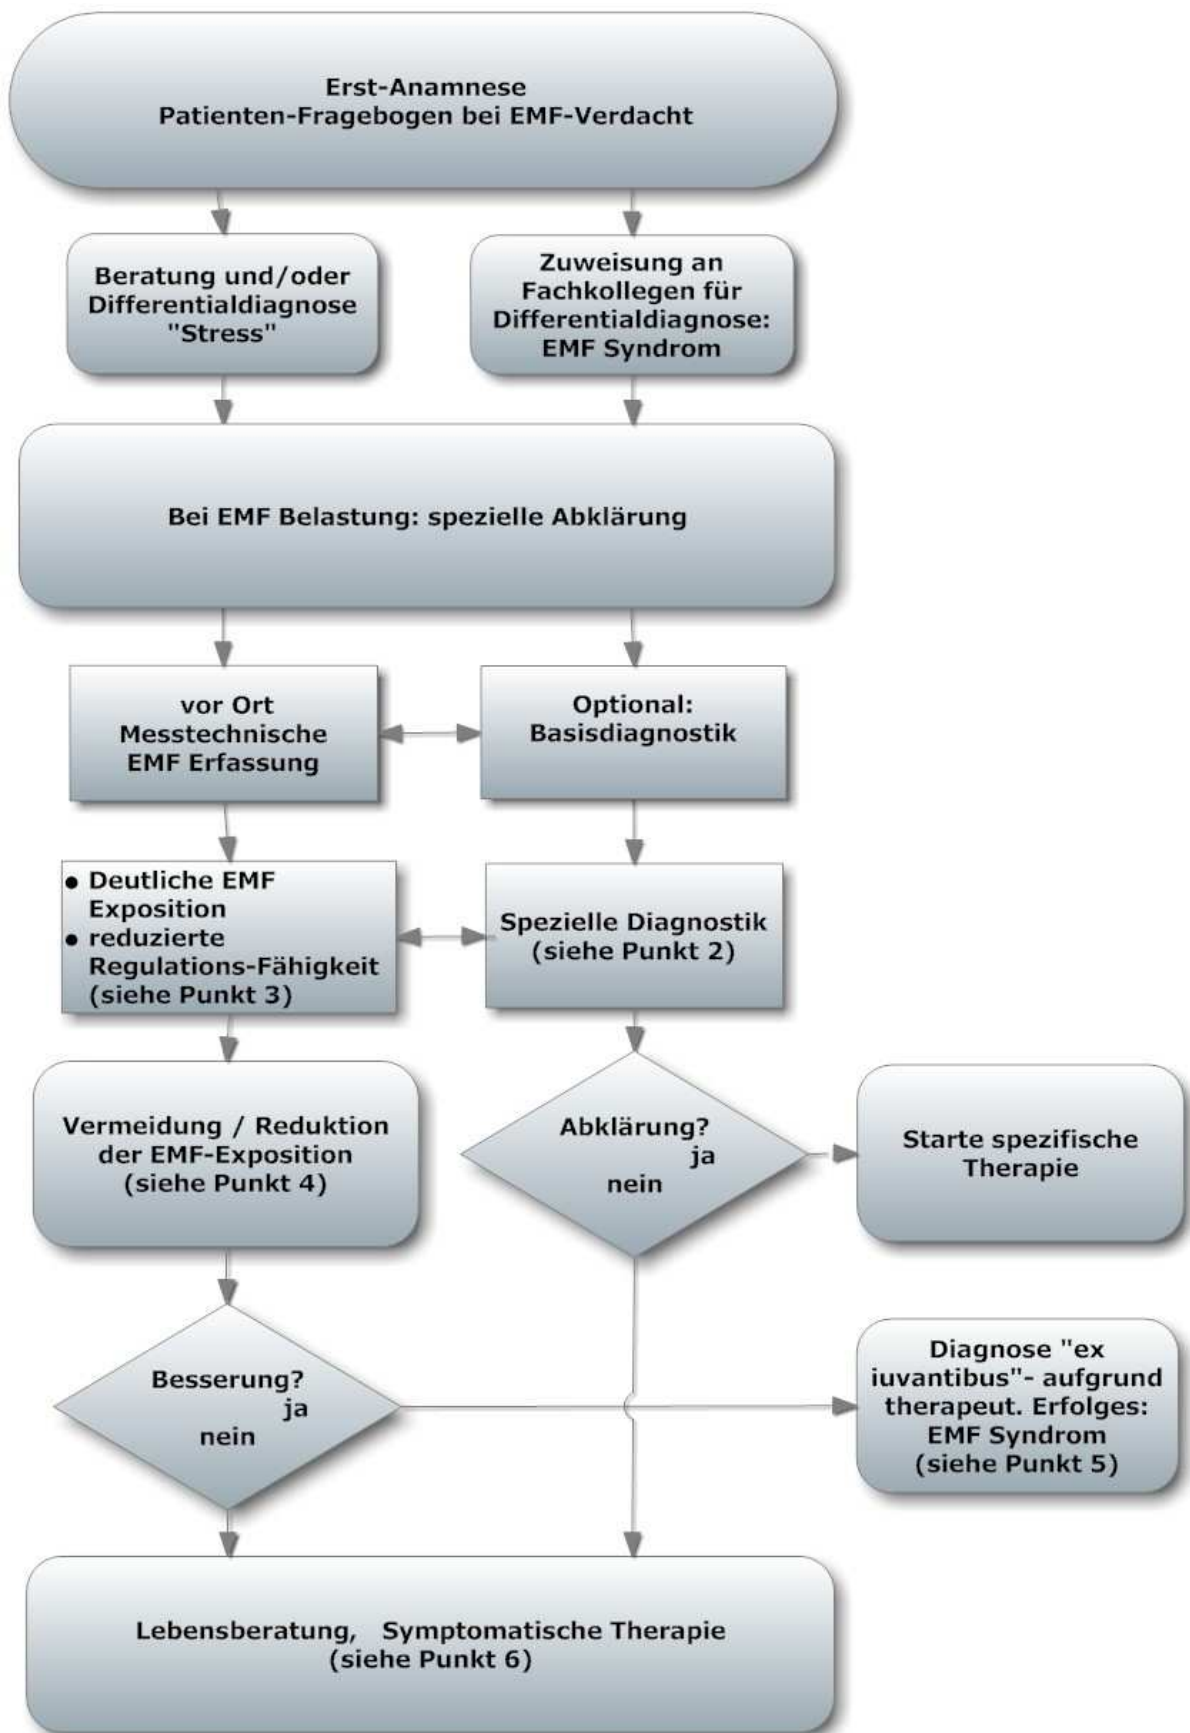 Erst-Anamnese
Patienten-Fragebogen bei EMF-Verdacht
Beratung und/oder
Differentialdiagnose
"Stress"
Zuweisung an
Fachkollegen für
Differentialdiagnose:
EMF Syndrom
Bei EMF Belastung: spezielle Abklärung
vor Ort
Messtechnische
EMF Erfassung
Optional:
Basisdiagnostik
• Deutliche EMF
Exposition
• reduzierte
Regulations-Fähigkeit
(siehe Punkt 3)
Spezielle Diagnostik
(siehe Punkt 2)
Vermeidung / Reduktion
der EMF-Exposition
(siehe Punkt 4)
Abklärung?
ja
nein
Starte spezifische
Therapie
Besserung?
ja
nein
Diagnose "ex
iuvantibus"- aufgrund
therapeut. Erfolges:
EMF Syndrom
(siehe Punkt 5)
Lebensberatung, Symptomatische Therapie
(siehe Punkt 6)